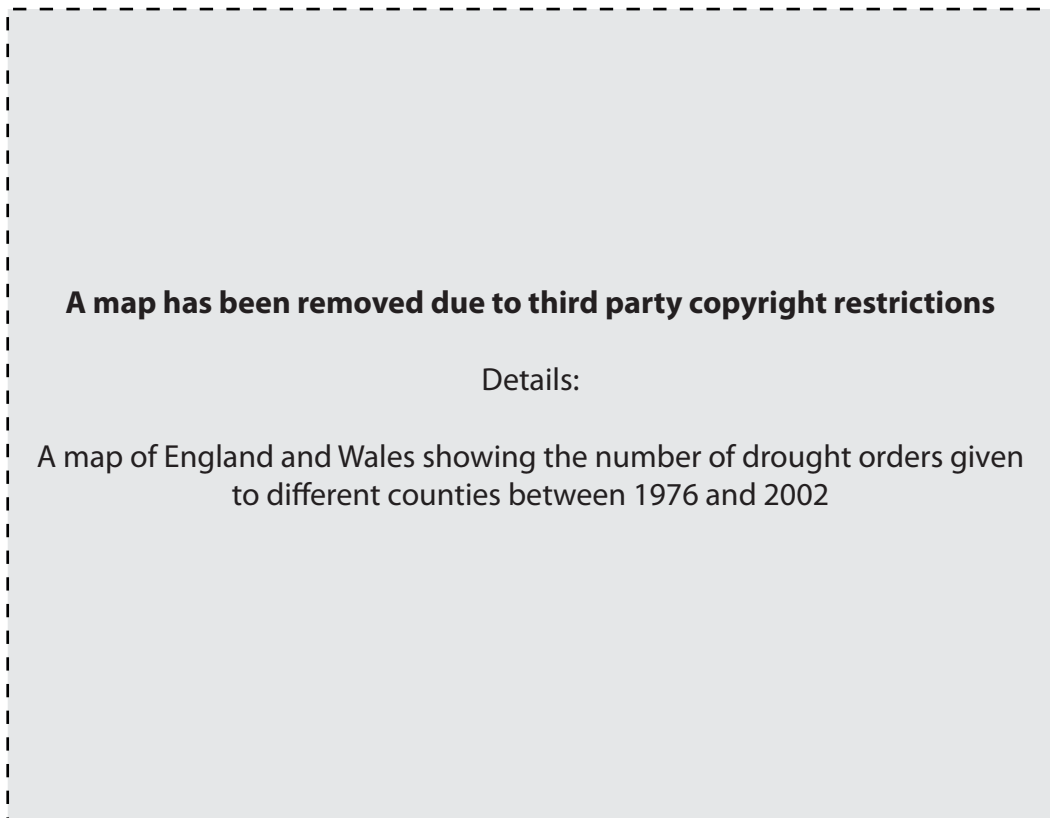 A map has been removed due to third party copyright restrictions
Details:
A map of England and Wales showing the number of drought orders given
to different counties between 1976 and 2002